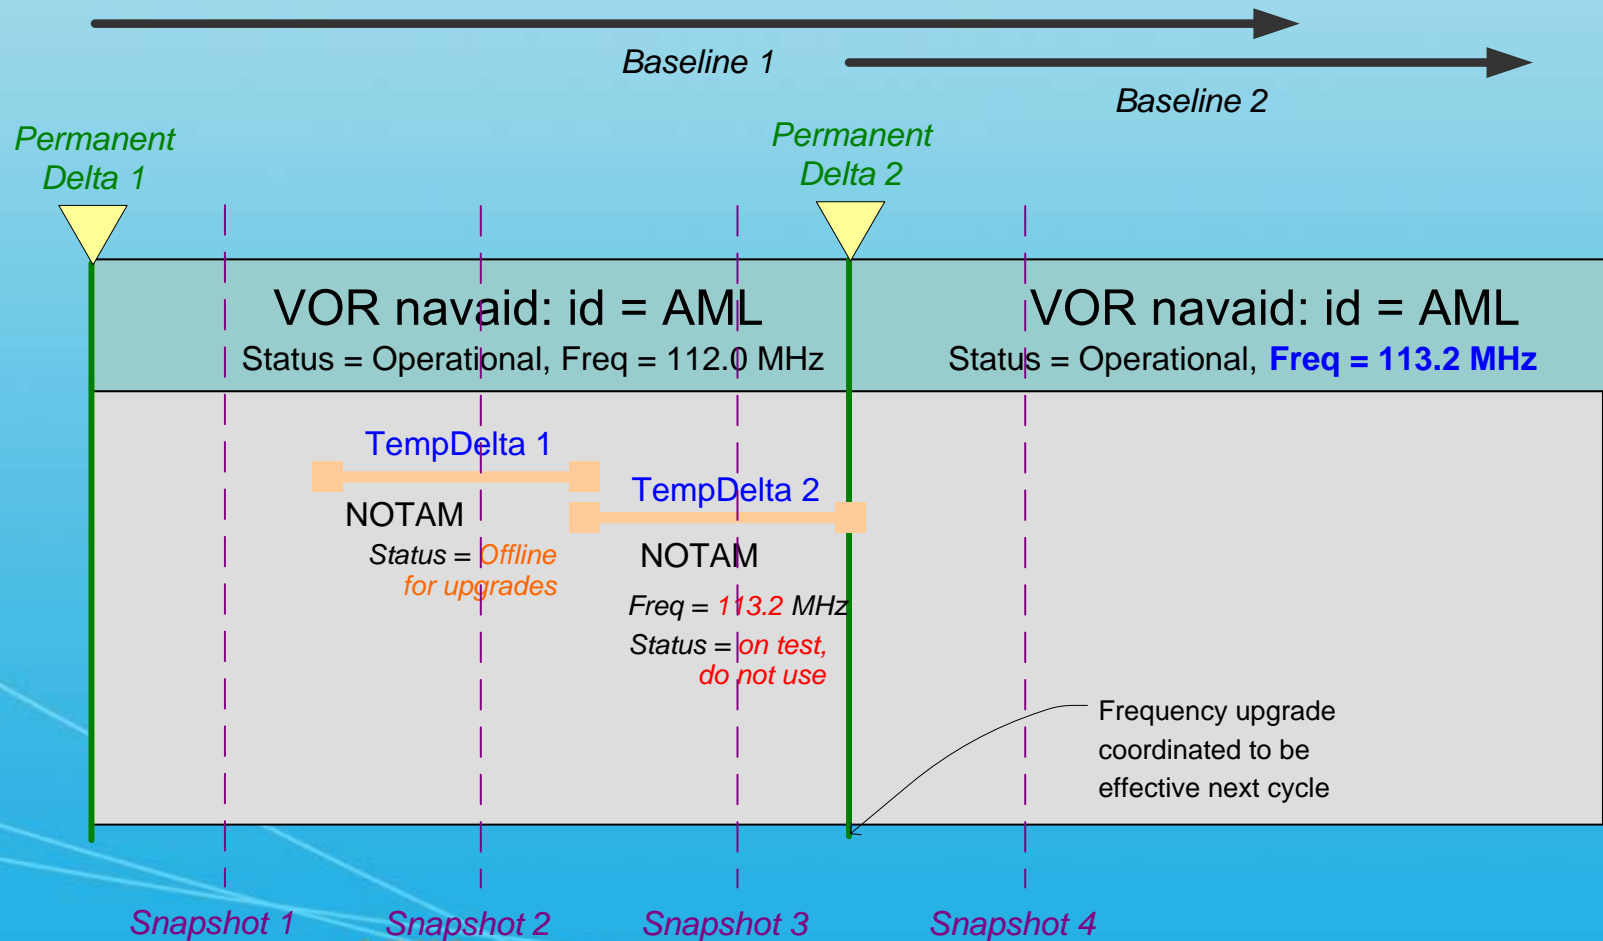 Baseline 1
Baseline 2
Permanent
Delta 1
Permanent
Delta 2
VOR navaid: id = AML
Status = Operational, Freq = 112.0 MHz
VOR navaid: id = AML
Status = Operational, Freq = 113.2 MHz
TempDelta 1
NOTAM
Status = Offline
for upgrades
TempDelta 2
NOTAM
Freq = 113.2 MHz
Status = on test,
do not use
Frequency upgrade
coordinated to be
effective next cycle
Snapshot 1
Snapshot 2
Snapshot 3
Snapshot 4